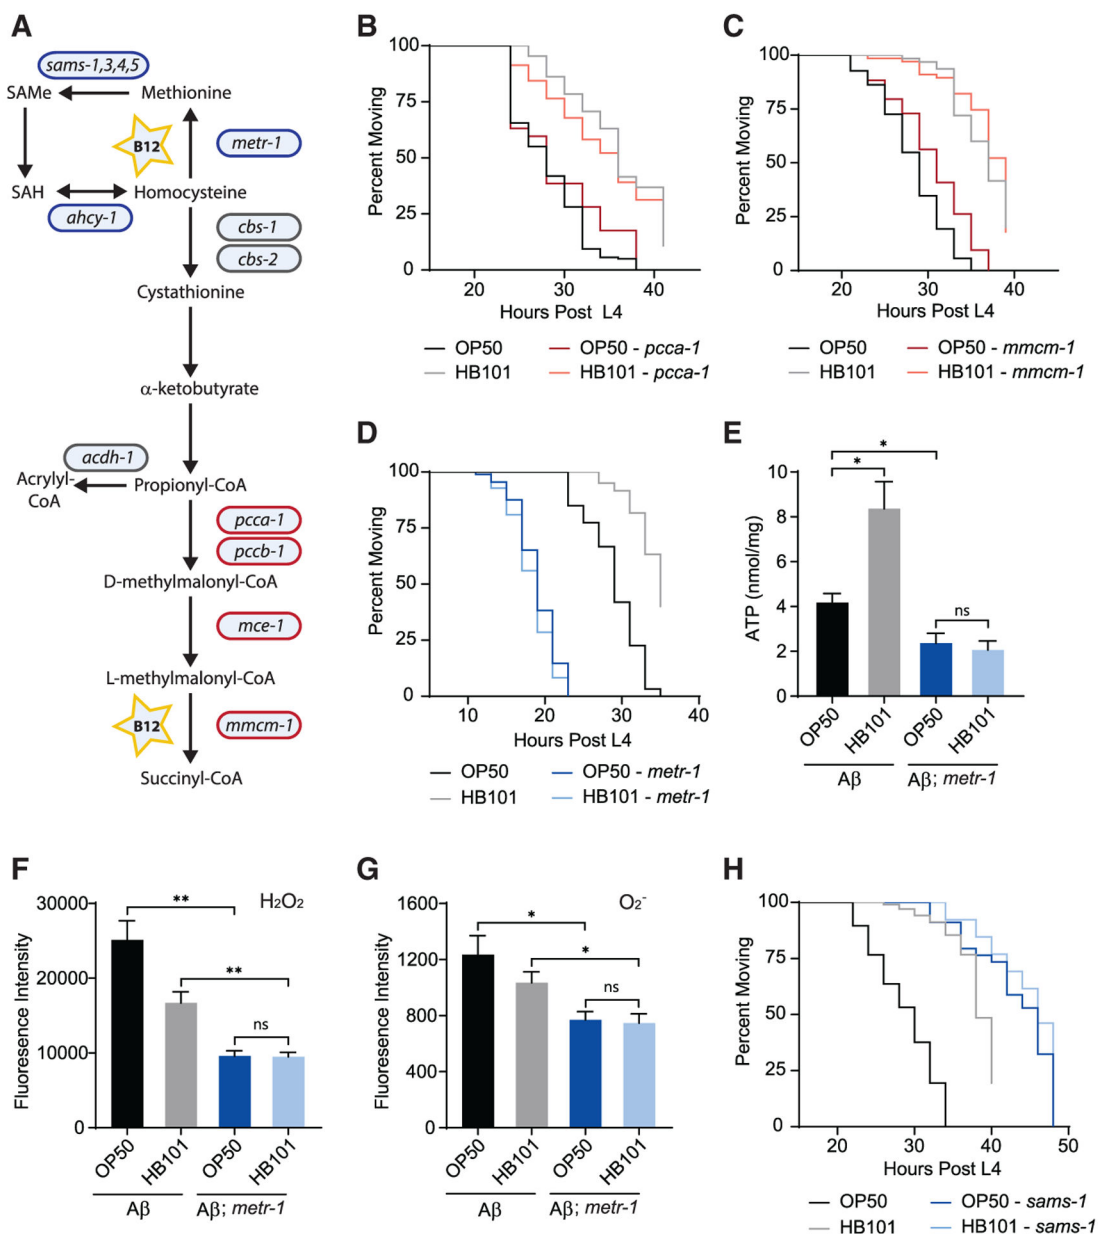 A
sams-1,3,4,5
SAMe
Methionine
B12
metr-1
SAH
Homocysteine
ahcy-1
cbs-1
cbs-2
Cystathionine
α-ketobutyrate
acdh-1
Acrylyl-
CoA
Propionyl-CoA
pcca-1
pccb-1
D-methylmalonyl-CoA
mce-1
L-methylmalonyl-CoA
B12
mmcm-1
Succinyl-CoA
B
Percent Moving
100
75
50
25
0
20 30 40
Hours Post L4
OP50 OP50 - pcca-1
HB101 HB101 - pcca-1
C
Percent Moving
100
75
50
25
0
20 30 40
Hours Post L4
OP50 OP50 - mmcm-1
HB101 HB101 - mmcm-1
D
Percent Moving
100
75
50
25
0
10 20 30 40
Hours Post L4
OP50 OP50 - metr-1
HB101 HB101 - metr-1
E
ATP (nmol/mg)
10
8
6
4
2
0
*
*
ns
OP50 HB101 OP50 HB101
Aβ Aβ; metr-1
F
Fluoresence Intensity
H2O2
30000
20000
10000
0
**
**
ns
OP50 HB101 OP50 HB101
Aβ Aβ; metr-1
G
Fluoresence Intensity
O2-
1600
1200
800
400
0
*
*
ns
OP50 HB101 OP50 HB101
Aβ Aβ; metr-1
H
Percent Moving
100
75
50
25
0
20 30 40 50
Hours Post L4
OP50 OP50 - sams-1
HB101 HB101 - sams-1